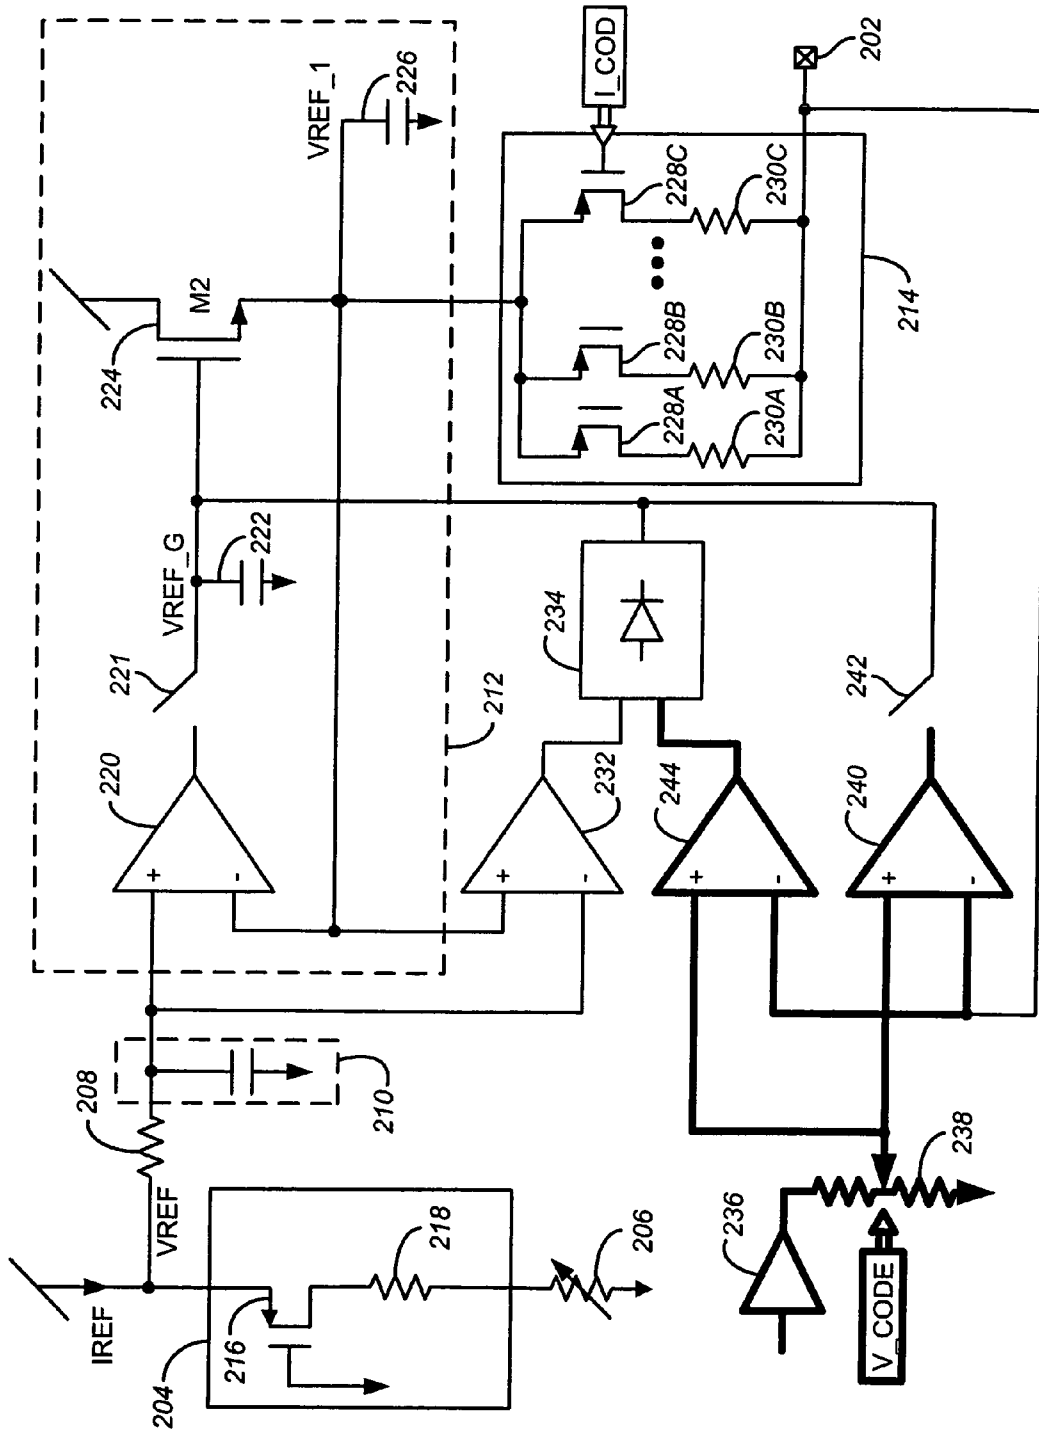 IREF
VREF
208
210
204
216
218
206
220
221
VREF_G
222
224
M2
VREF_1
226
212
232
234
244
240
242
236
238
V_CODE
228A
228B
228C
230A
230B
230C
I_COD
214
202
+
-
+
-
+
-
+
-